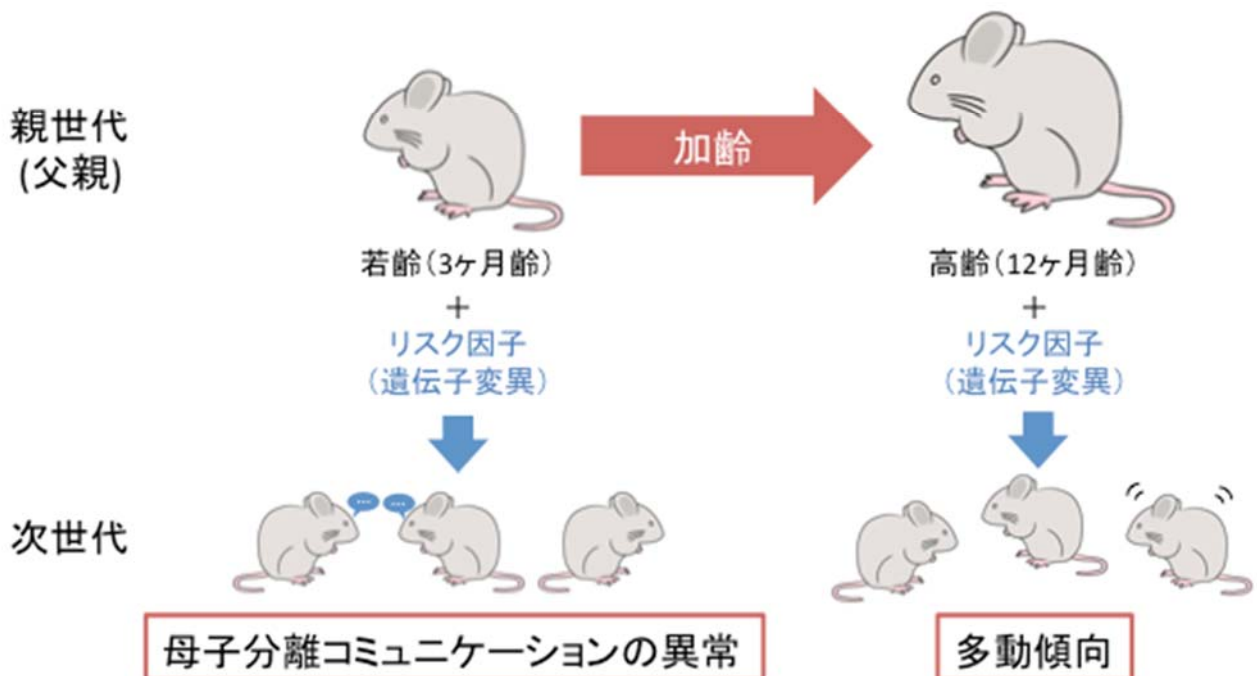 親世代
(父親)
加齢
若齢(3ヶ月齢)
+
リスク因子
(遺伝子変異)
高齢(12ヶ月齢)
+
リスク因子
(遺伝子変異)
次世代
...
...
母子分離コミュニケーションの異常
多動傾向